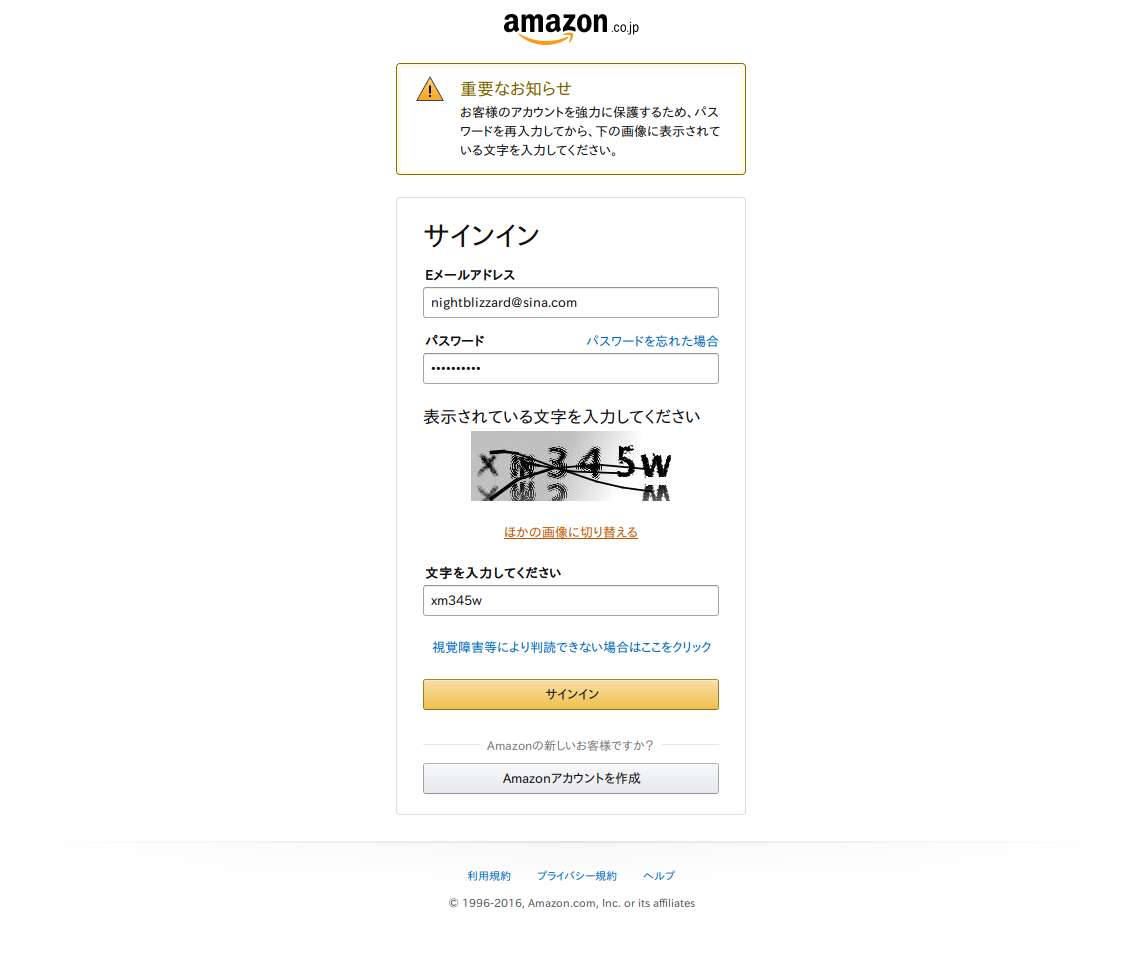 amazon.co.jp
重要なお知らせ
お客様のアカウントを強力に保護するため、パス
ワードを再入力してから、下の画像に表示されて
いる文字を入力してください。
サインイン
Eメールアドレス
nightblizzard@sina.com
パスワード パスワードを忘れた場合
••••••••••
表示されている文字を入力してください
ほかの画像に切り替える
文字を入力してください
xm345w
視覚障害等により判読できない場合はここをクリック
サインイン
Amazonの新しいお客様ですか？
Amazonアカウントを作成
利用規約 プライバシー規約 ヘルプ
© 1996-2016, Amazon.com, Inc. or its affiliates